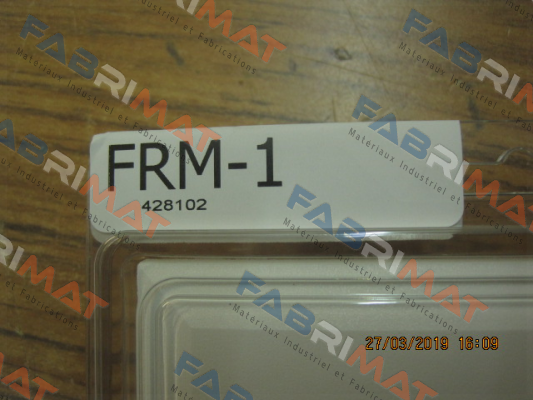 FABRIMAT
Matériaux Industriel et Fabrications
FRM-1
428102
27/03/2019 16:09